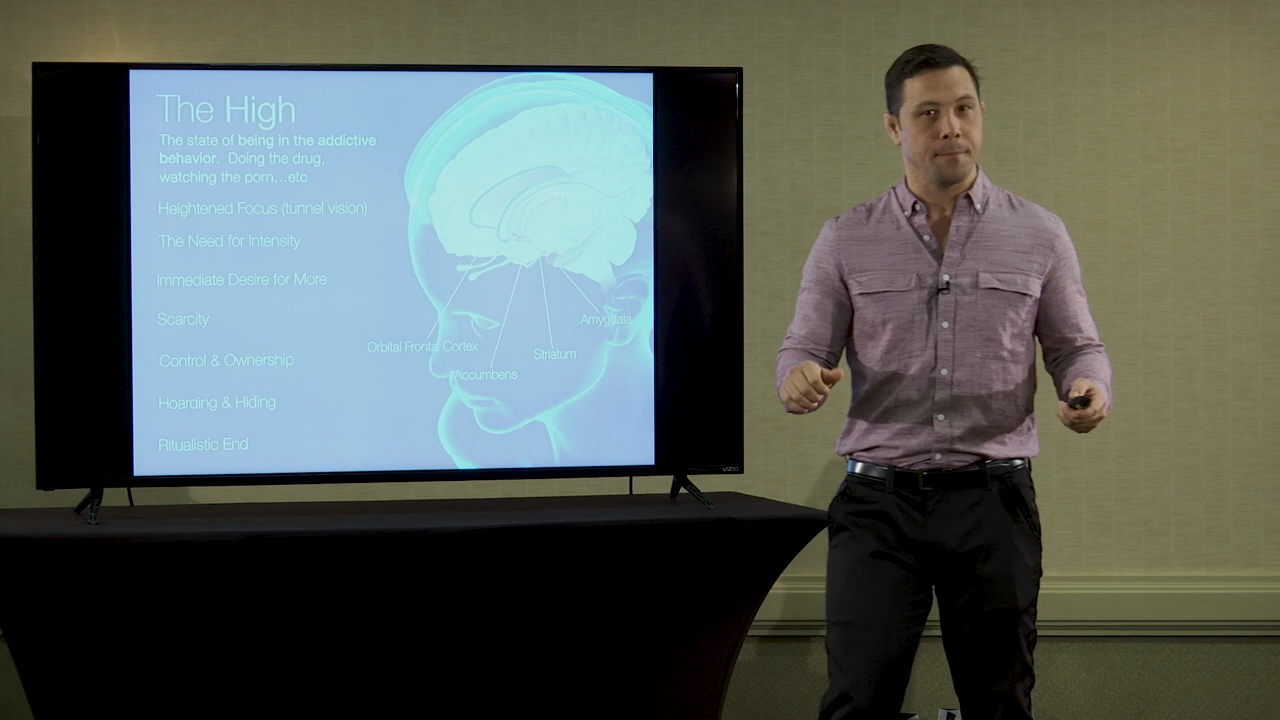 The High
The state of being in the addictive
behavior. Doing the drug,
watching the porn...etc
Heightened Focus (tunnel vision)
The Need for Intensity
Immediate Desire for More
Scarcity
Control & Ownership
Hoarding & Hiding
Ritualistic End
Amygdala
Orbital Frontal Cortex
Striatum
Accumbens
VIZIO